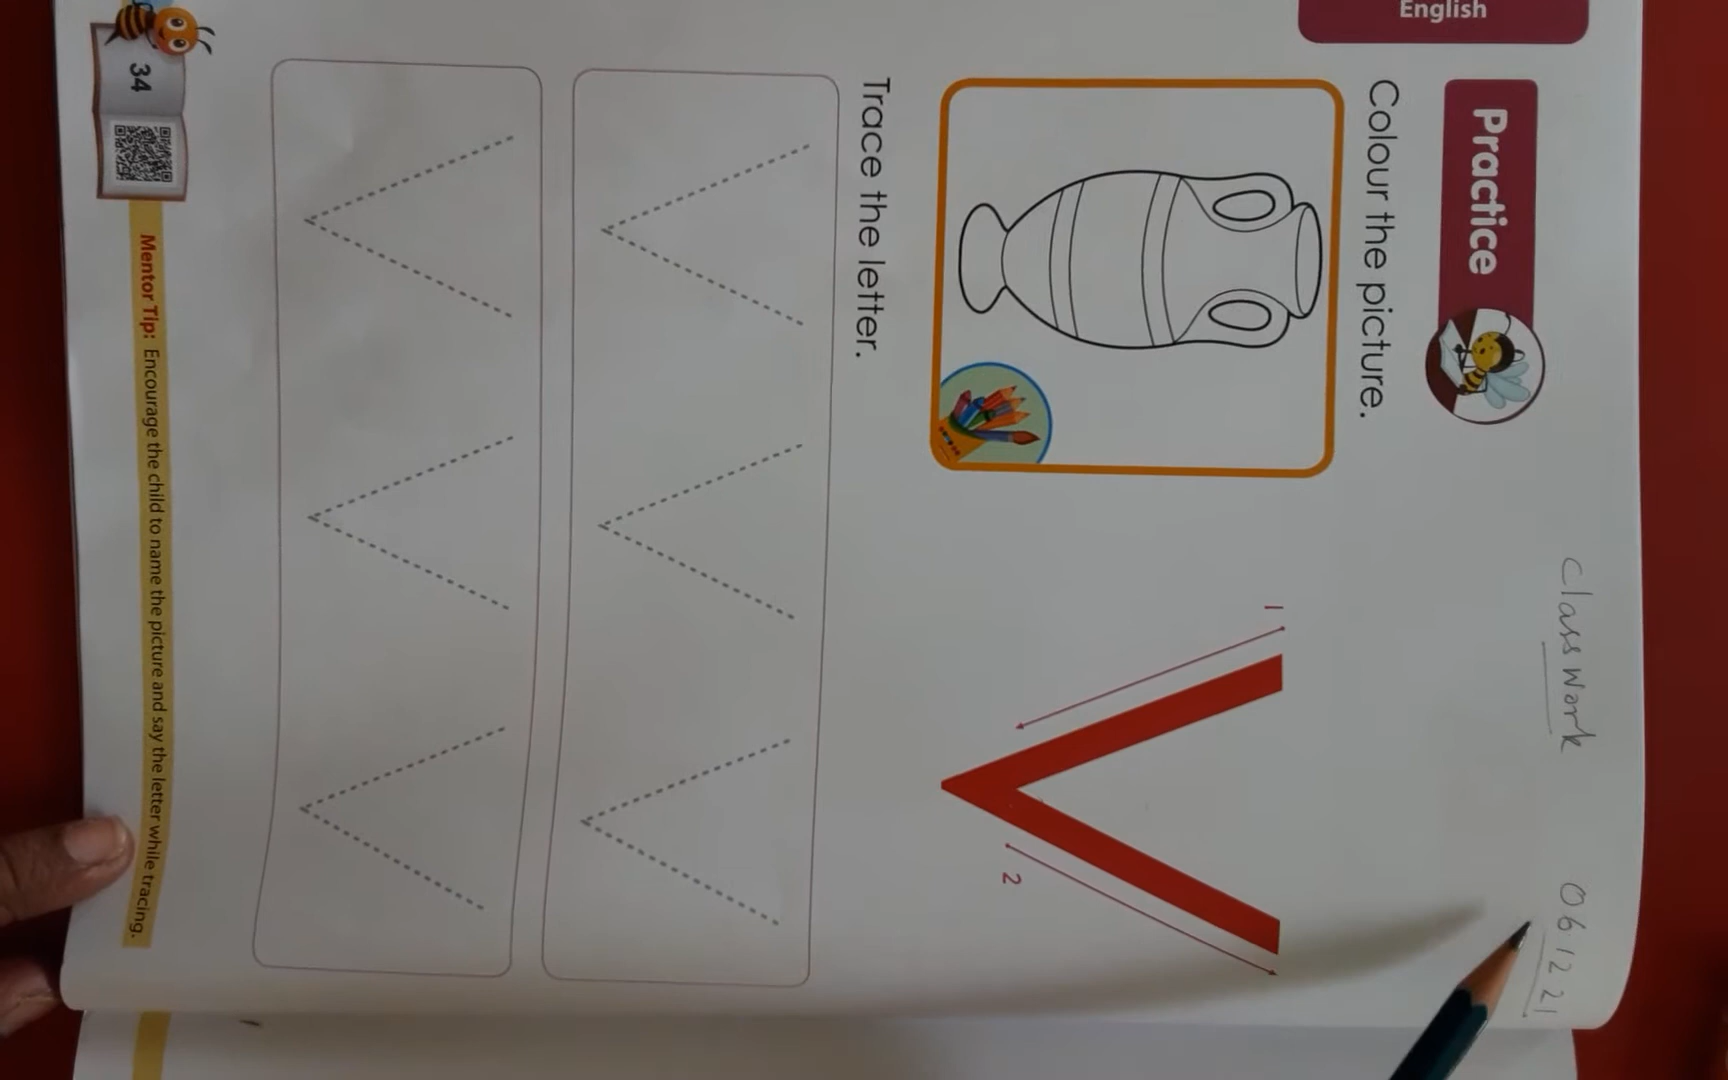 English
Class Work 06 12 21
Practice
Colour the picture.
1
2
Trace the letter.
34
Mentor Tip: Encourage the child to name the picture and say the letter while tracing.